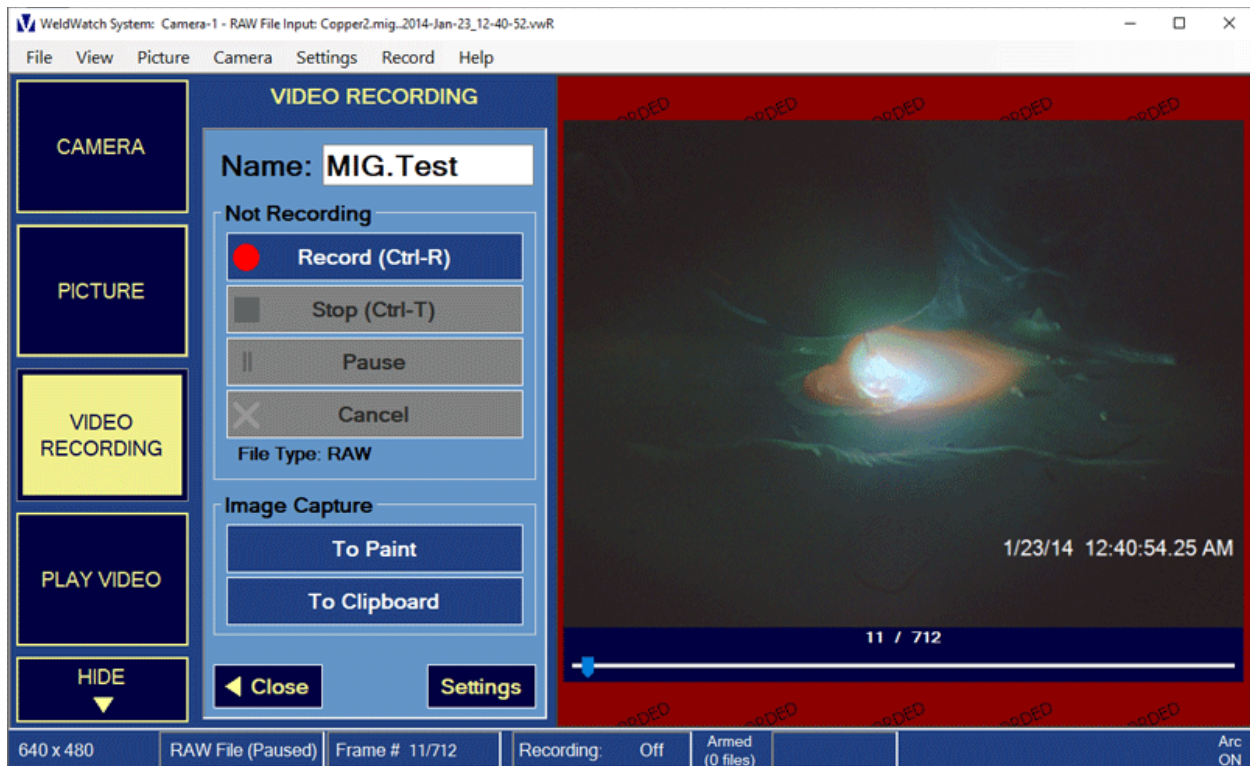 WeldWatch System: Camera-1 - RAW File Input: Copper2.mig..2014-Jan-23_12-40-52.vwR
File View Picture Camera Settings Record Help
CAMERA
PICTURE
VIDEO
RECORDING
PLAY VIDEO
HIDE
VIDEO RECORDING
Name: MIG.Test
Not Recording
Record (Ctrl-R)
Stop (Ctrl-T)
Pause
Cancel
File Type: RAW
Image Capture
To Paint
To Clipboard
Close Settings
1/23/14 12:40:54.25 AM
11 / 712
640 x 480 RAW File (Paused) Frame # 11/712 Recording: Off Armed
(0 files)
Arc
ON